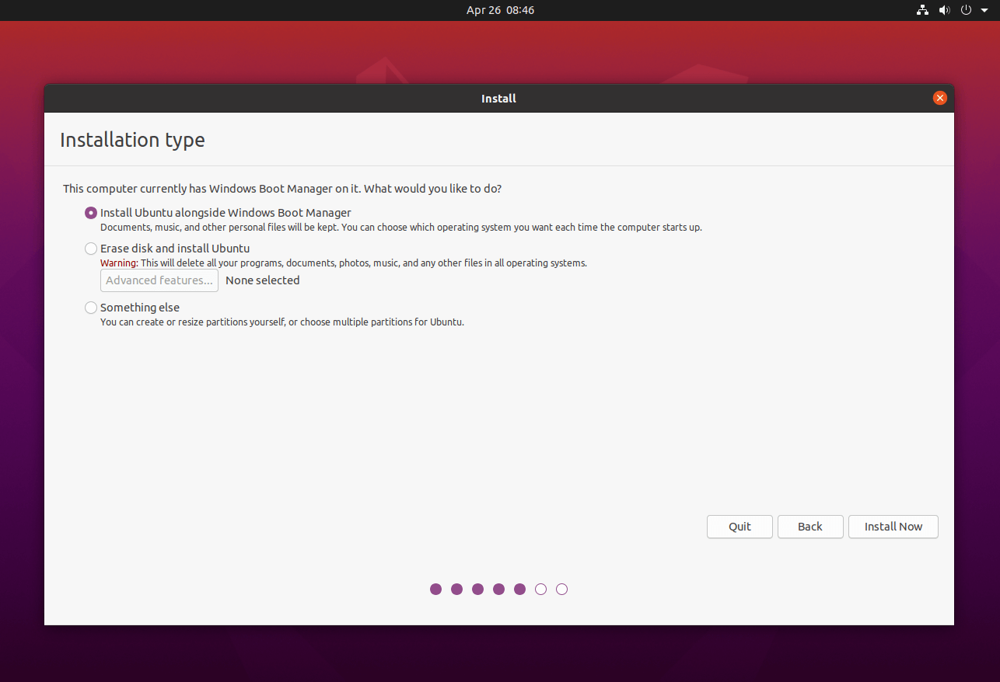 Apr 26 08:46
Install
Installation type
This computer currently has Windows Boot Manager on it. What would you like to do?
Install Ubuntu alongside Windows Boot Manager
Documents, music, and other personal files will be kept. You can choose which operating system you want each time the computer starts up.
Erase disk and install Ubuntu
Warning: This will delete all your programs, documents, photos, music, and any other files in all operating systems.
Advanced features... None selected
Something else
You can create or resize partitions yourself, or choose multiple partitions for Ubuntu.
Quit Back Install Now